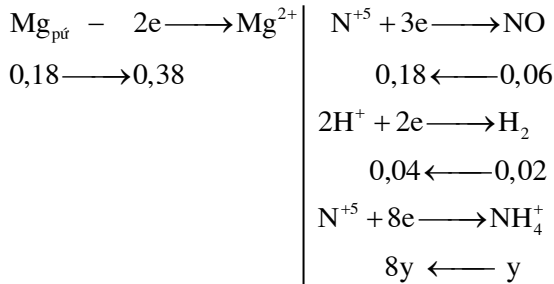 Mg_pứ − 2e ⟶ Mg²⁺
0,18 ⟶ 0,38
N⁺⁵ + 3e ⟶ NO
0,18 ⟵ 0,06
2H⁺ + 2e ⟶ H₂
0,04 ⟵ 0,02
N⁺⁵ + 8e ⟶ NH₄⁺
8y ⟵ y